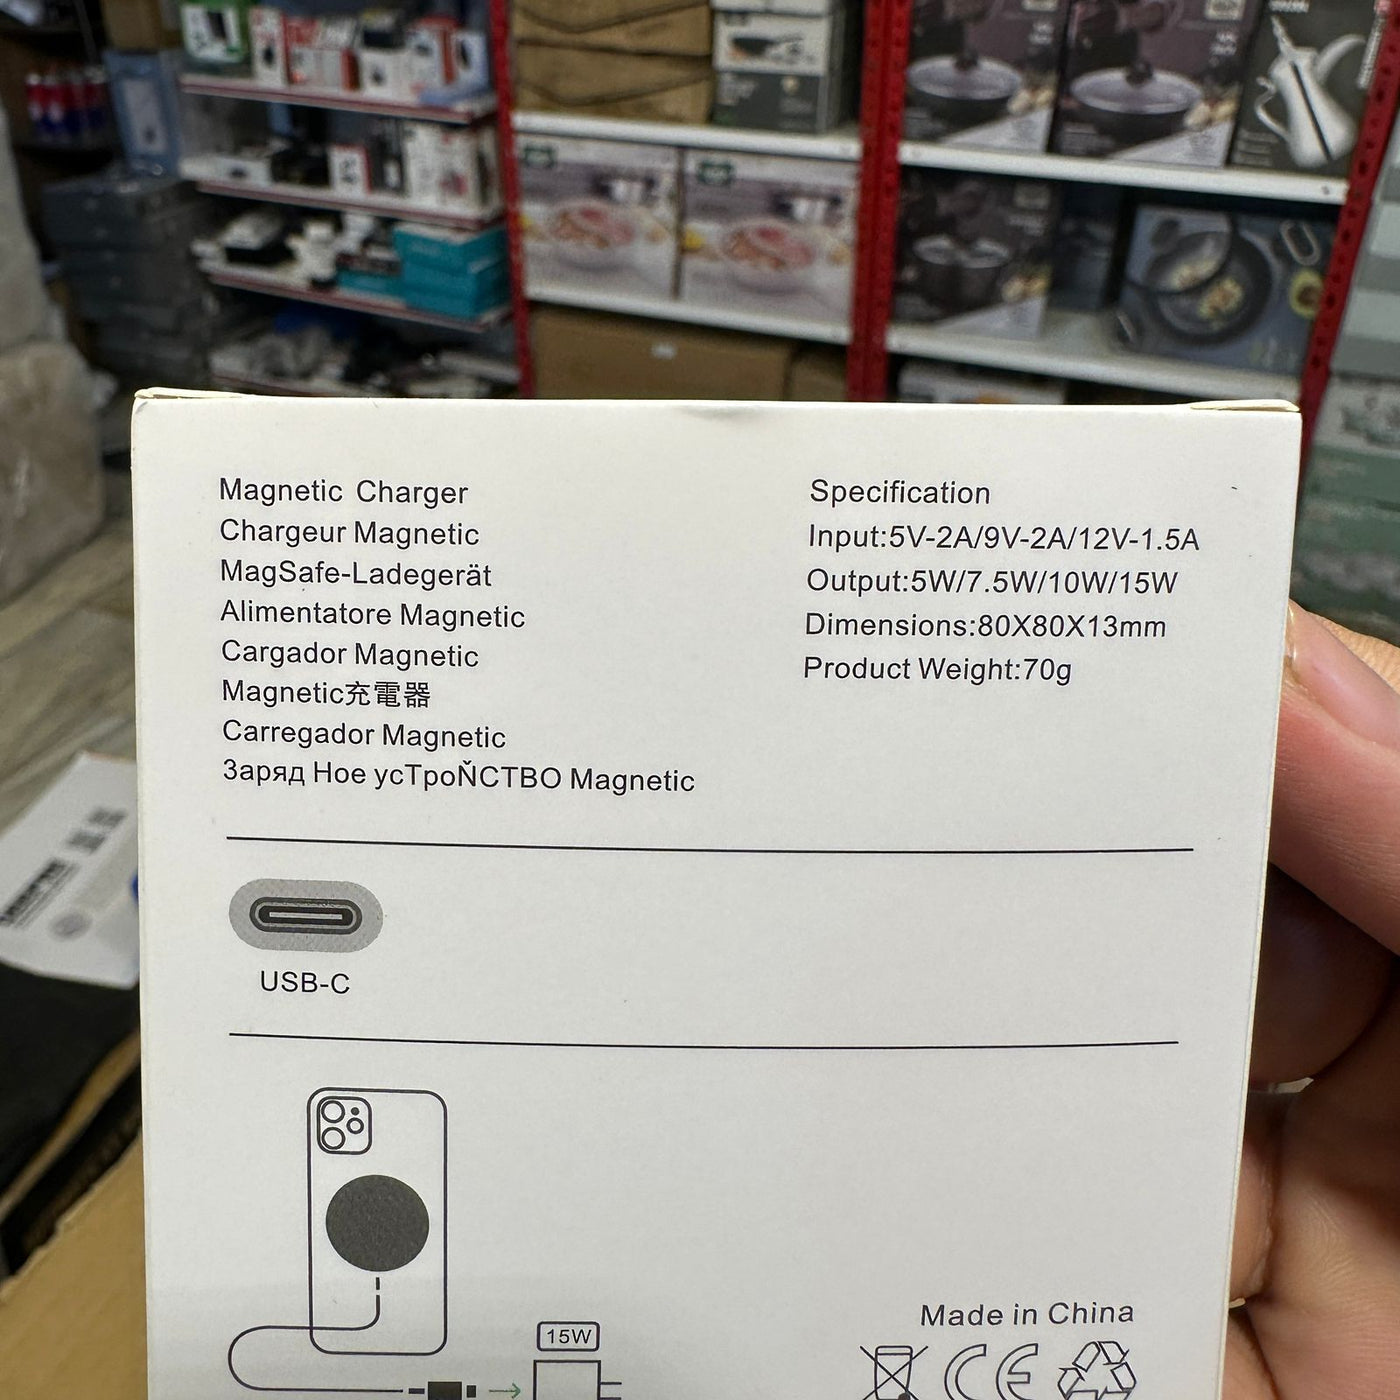 Magnetic Charger
Chargeur Magnetic
MagSafe-Ladegerät
Alimentatore Magnetic
Cargador Magnetic
Magnetic充電器
Carregador Magnetic
Заряд Ное усТроŇСТВО Magnetic
Specification
Input:5V-2A/9V-2A/12V-1.5A
Output:5W/7.5W/10W/15W
Dimensions:80X80X13mm
Product Weight:70g
USB-C
15W
Made in China
CE